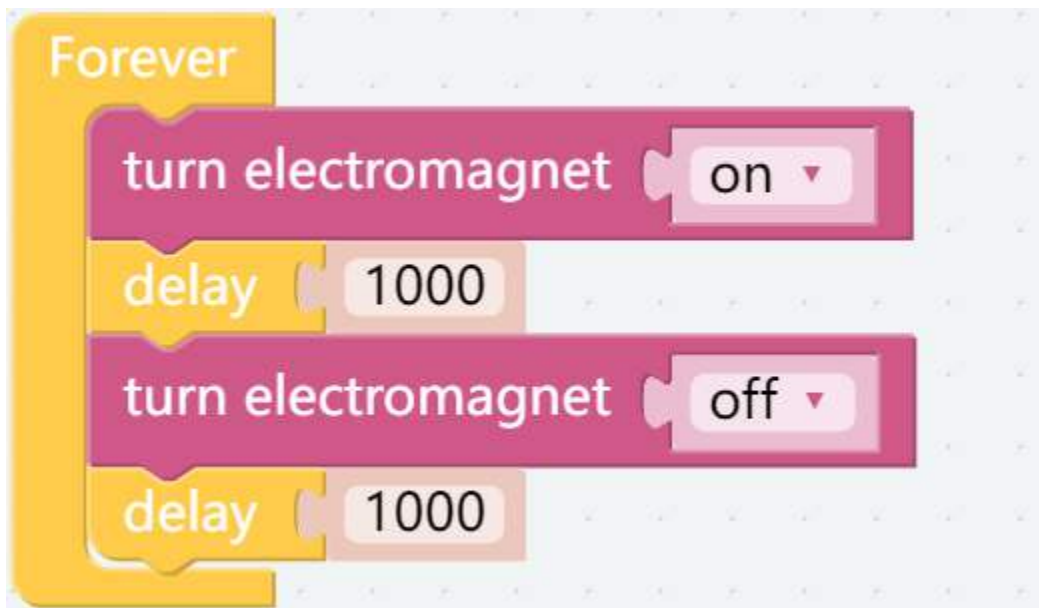 Forever
turn electromagnet on
delay 1000
turn electromagnet off
delay 1000